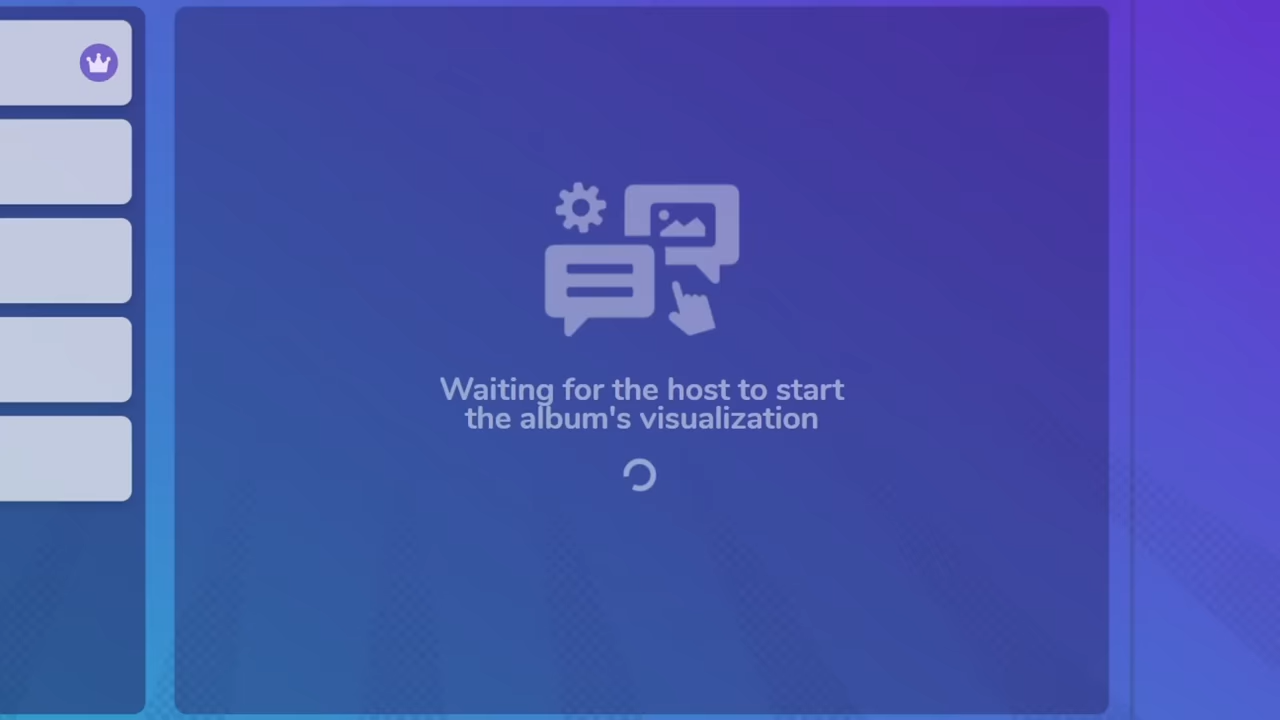 Waiting for the host to start
the album's visualization